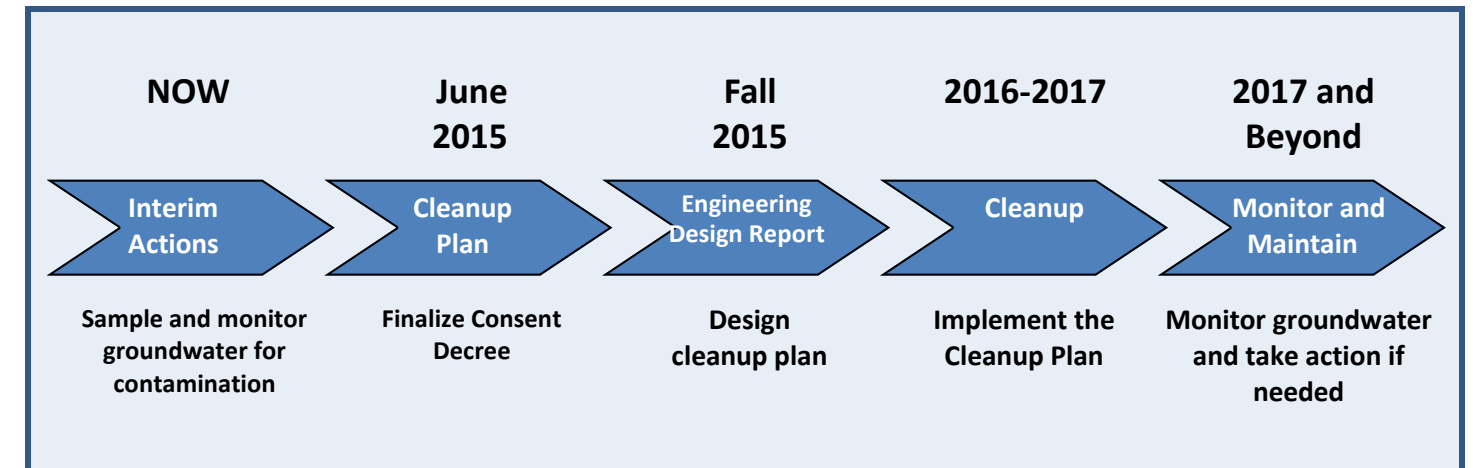 NOW
June
2015
Fall
2015
2016-2017
2017 and
Beyond
Interim
Actions
Cleanup
Plan
Engineering
Design Report
Cleanup
Monitor and
Maintain
Sample and monitor
groundwater for
contamination
Finalize Consent
Decree
Design
cleanup plan
Implement the
Cleanup Plan
Monitor groundwater
and take action if
needed